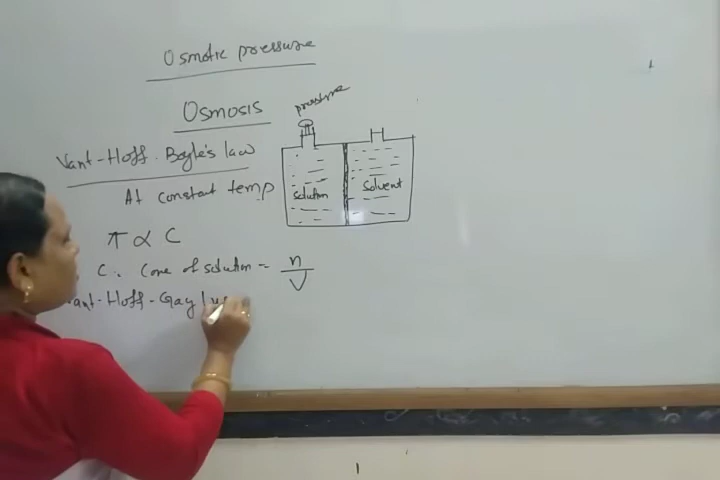 Osmotic pressure
Osmosis
pressure
Vant-Hoff. Boyle's law
At constant temp
solution
solvent
π ∝ C
C. Conc of solution = n/V
Vant-Hoff-Gay Lu